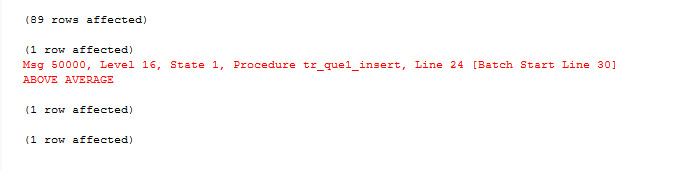 (89 rows affected)
(1 row affected)
Msg 50000, Level 16, State 1, Procedure tr_que1_insert, Line 24 [Batch Start Line 30]
ABOVE AVERAGE
(1 row affected)
(1 row affected)